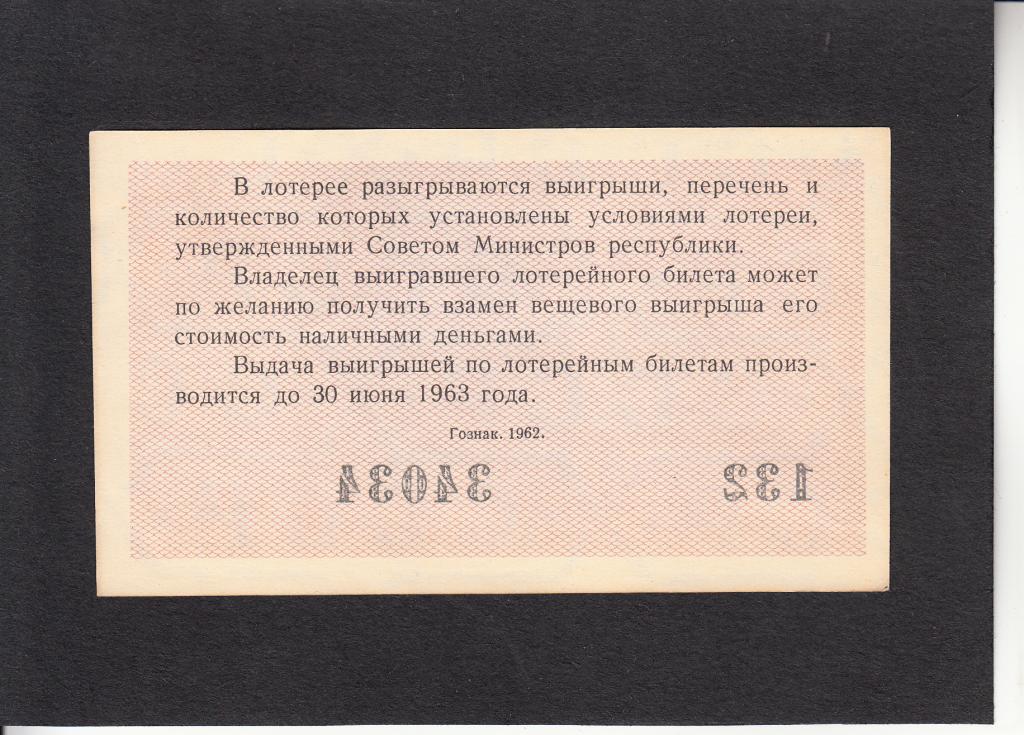 В лотерее разыгрываются выигрыши, перечень и
количество которых установлены условиями лотереи,
утвержденными Советом Министров республики.
Владелец выигравшего лотерейного билета может
по желанию получить взамен вещевого выигрыша его
стоимость наличными деньгами.
Выдача выигрышей по лотерейным билетам произ-
водится до 30 июня 1963 года.
Гознак. 1962.
34034 132